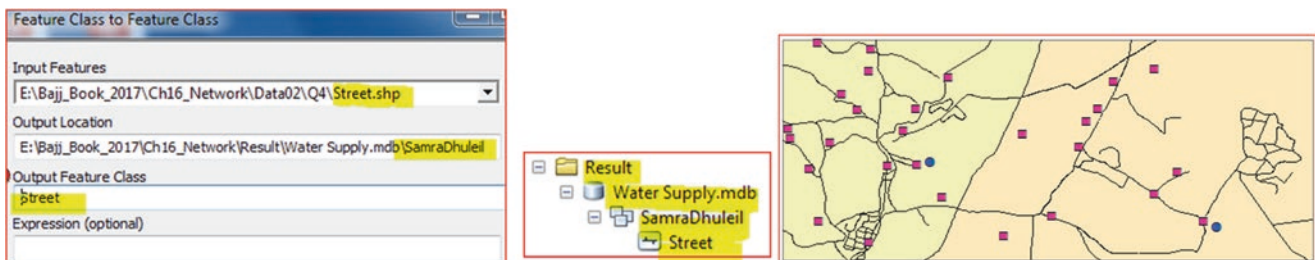 Feature Class to Feature Class
Input Features
E:\Bajj_Book_2017\Ch16_Network\Data02\Q4\Street.shp
Output Location
E:\Bajj_Book_2017\Ch16_Network\Result\Water Supply.mdb\SamraDhuleil
Output Feature Class
Street
Expression (optional)
Result
Water Supply.mdb
SamraDhuleil
Street